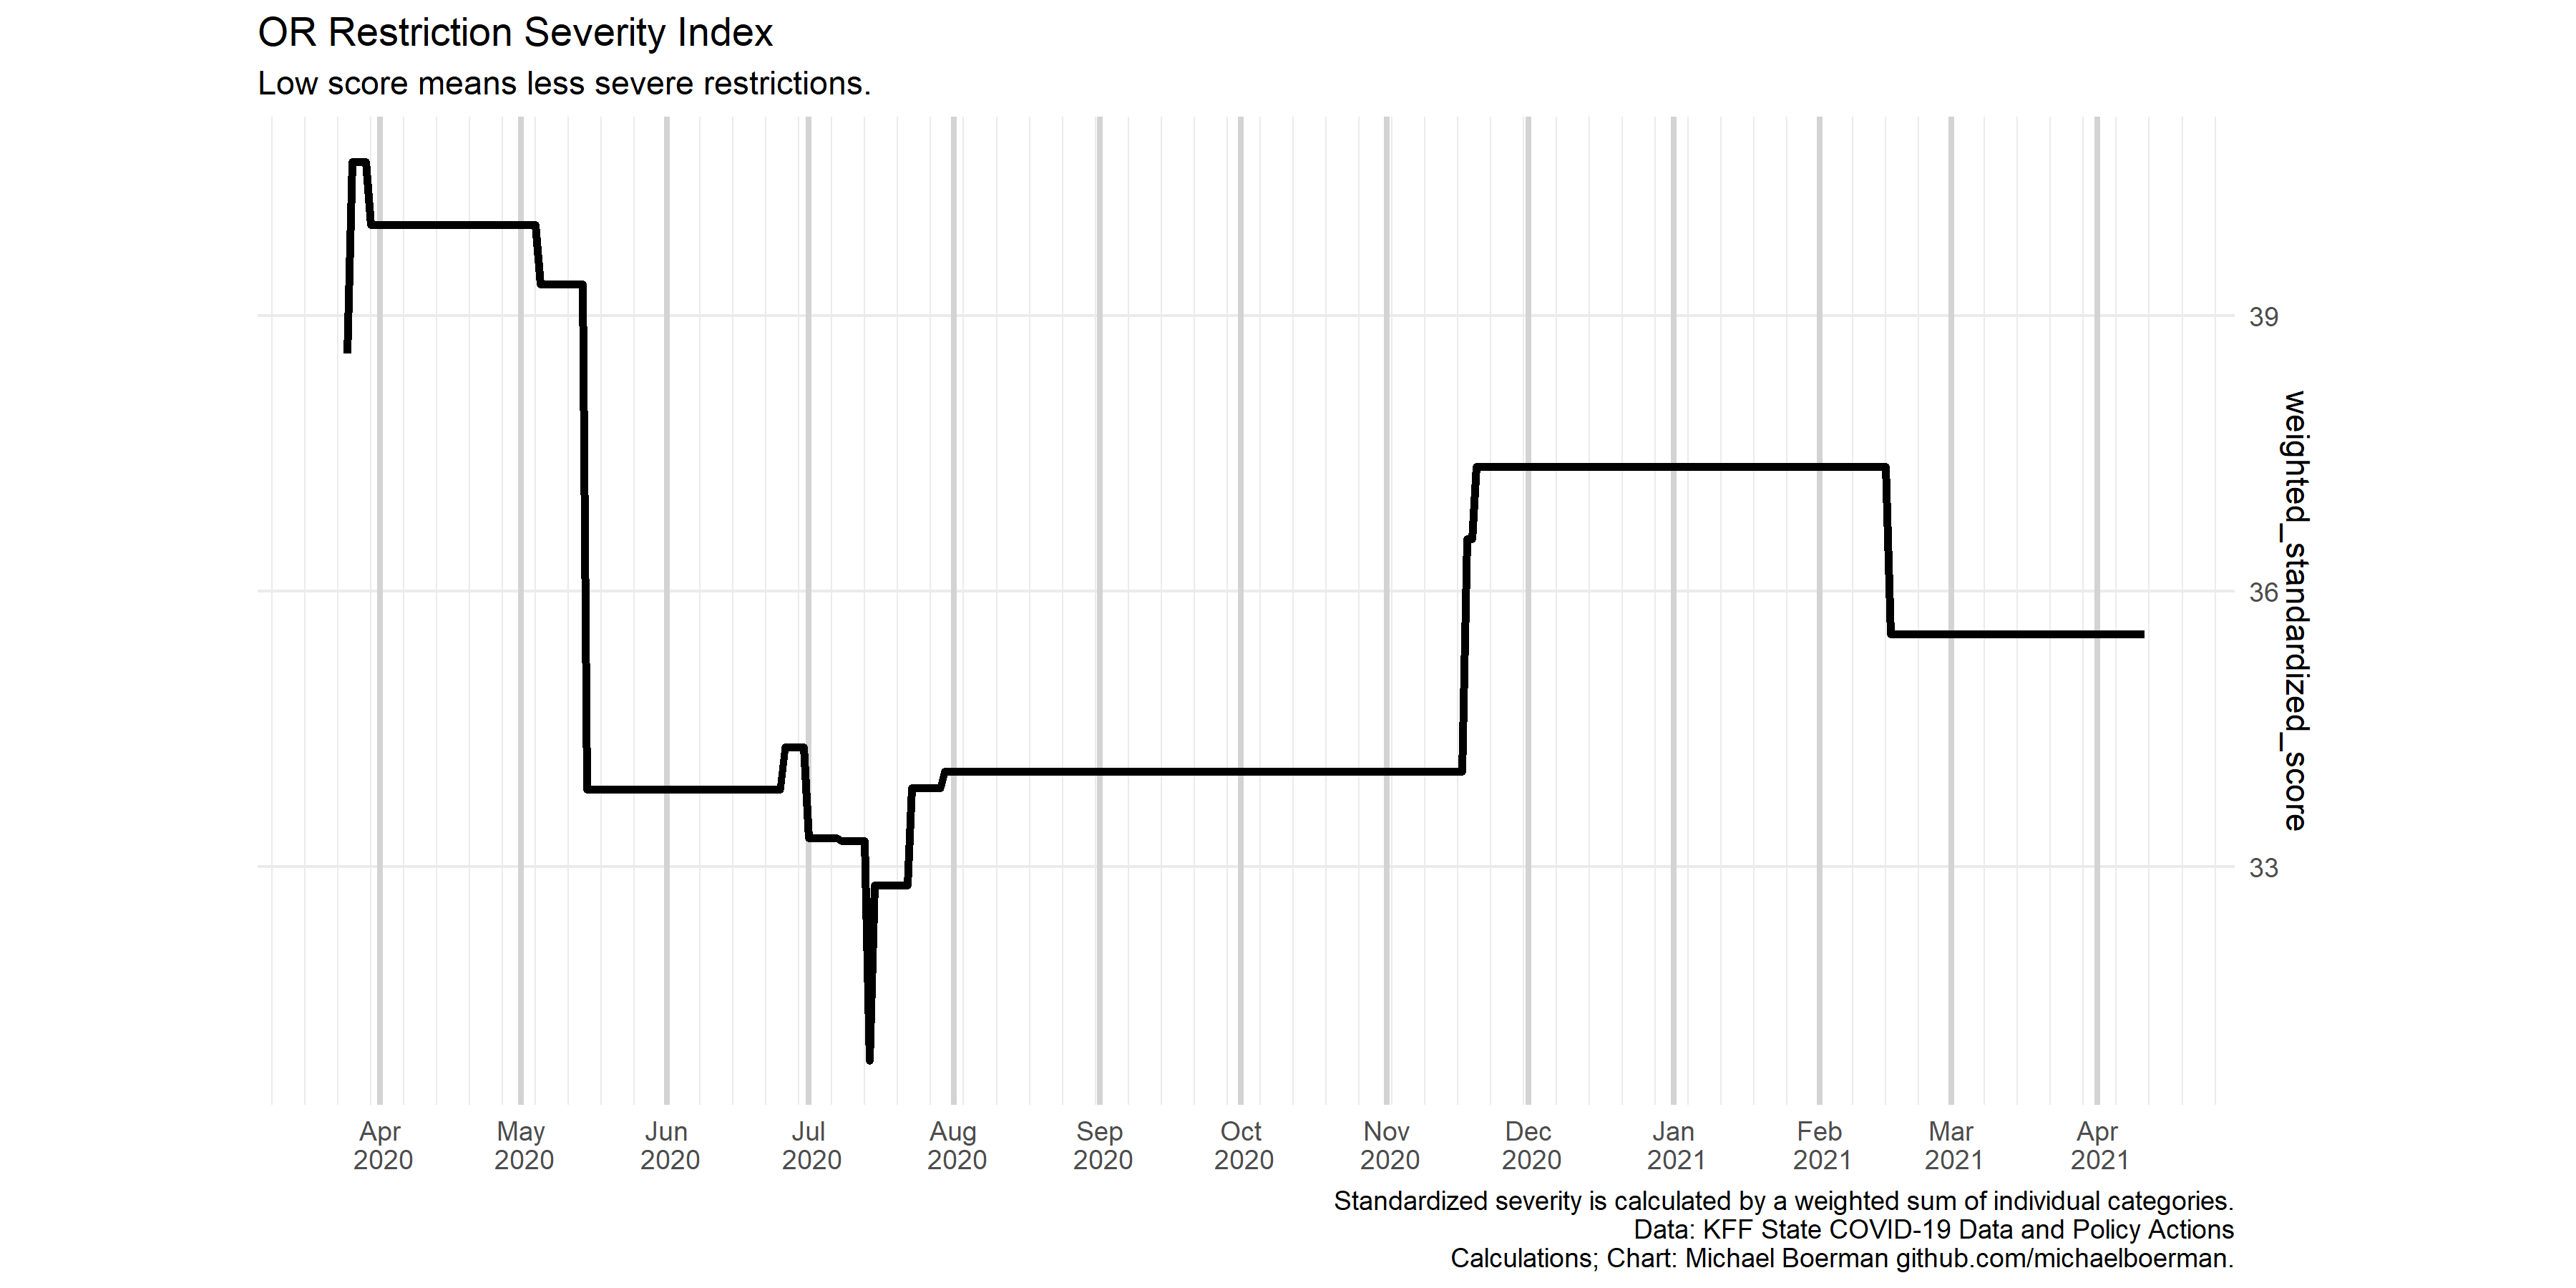 OR Restriction Severity Index
Low score means less severe restrictions.
39
36
33
weighted_standardized_score
Apr
2020
May
2020
Jun
2020
Jul
2020
Aug
2020
Sep
2020
Oct
2020
Nov
2020
Dec
2020
Jan
2021
Feb
2021
Mar
2021
Apr
2021
Standardized severity is calculated by a weighted sum of individual categories.
Data: KFF State COVID-19 Data and Policy Actions
Calculations; Chart: Michael Boerman github.com/michaelboerman.